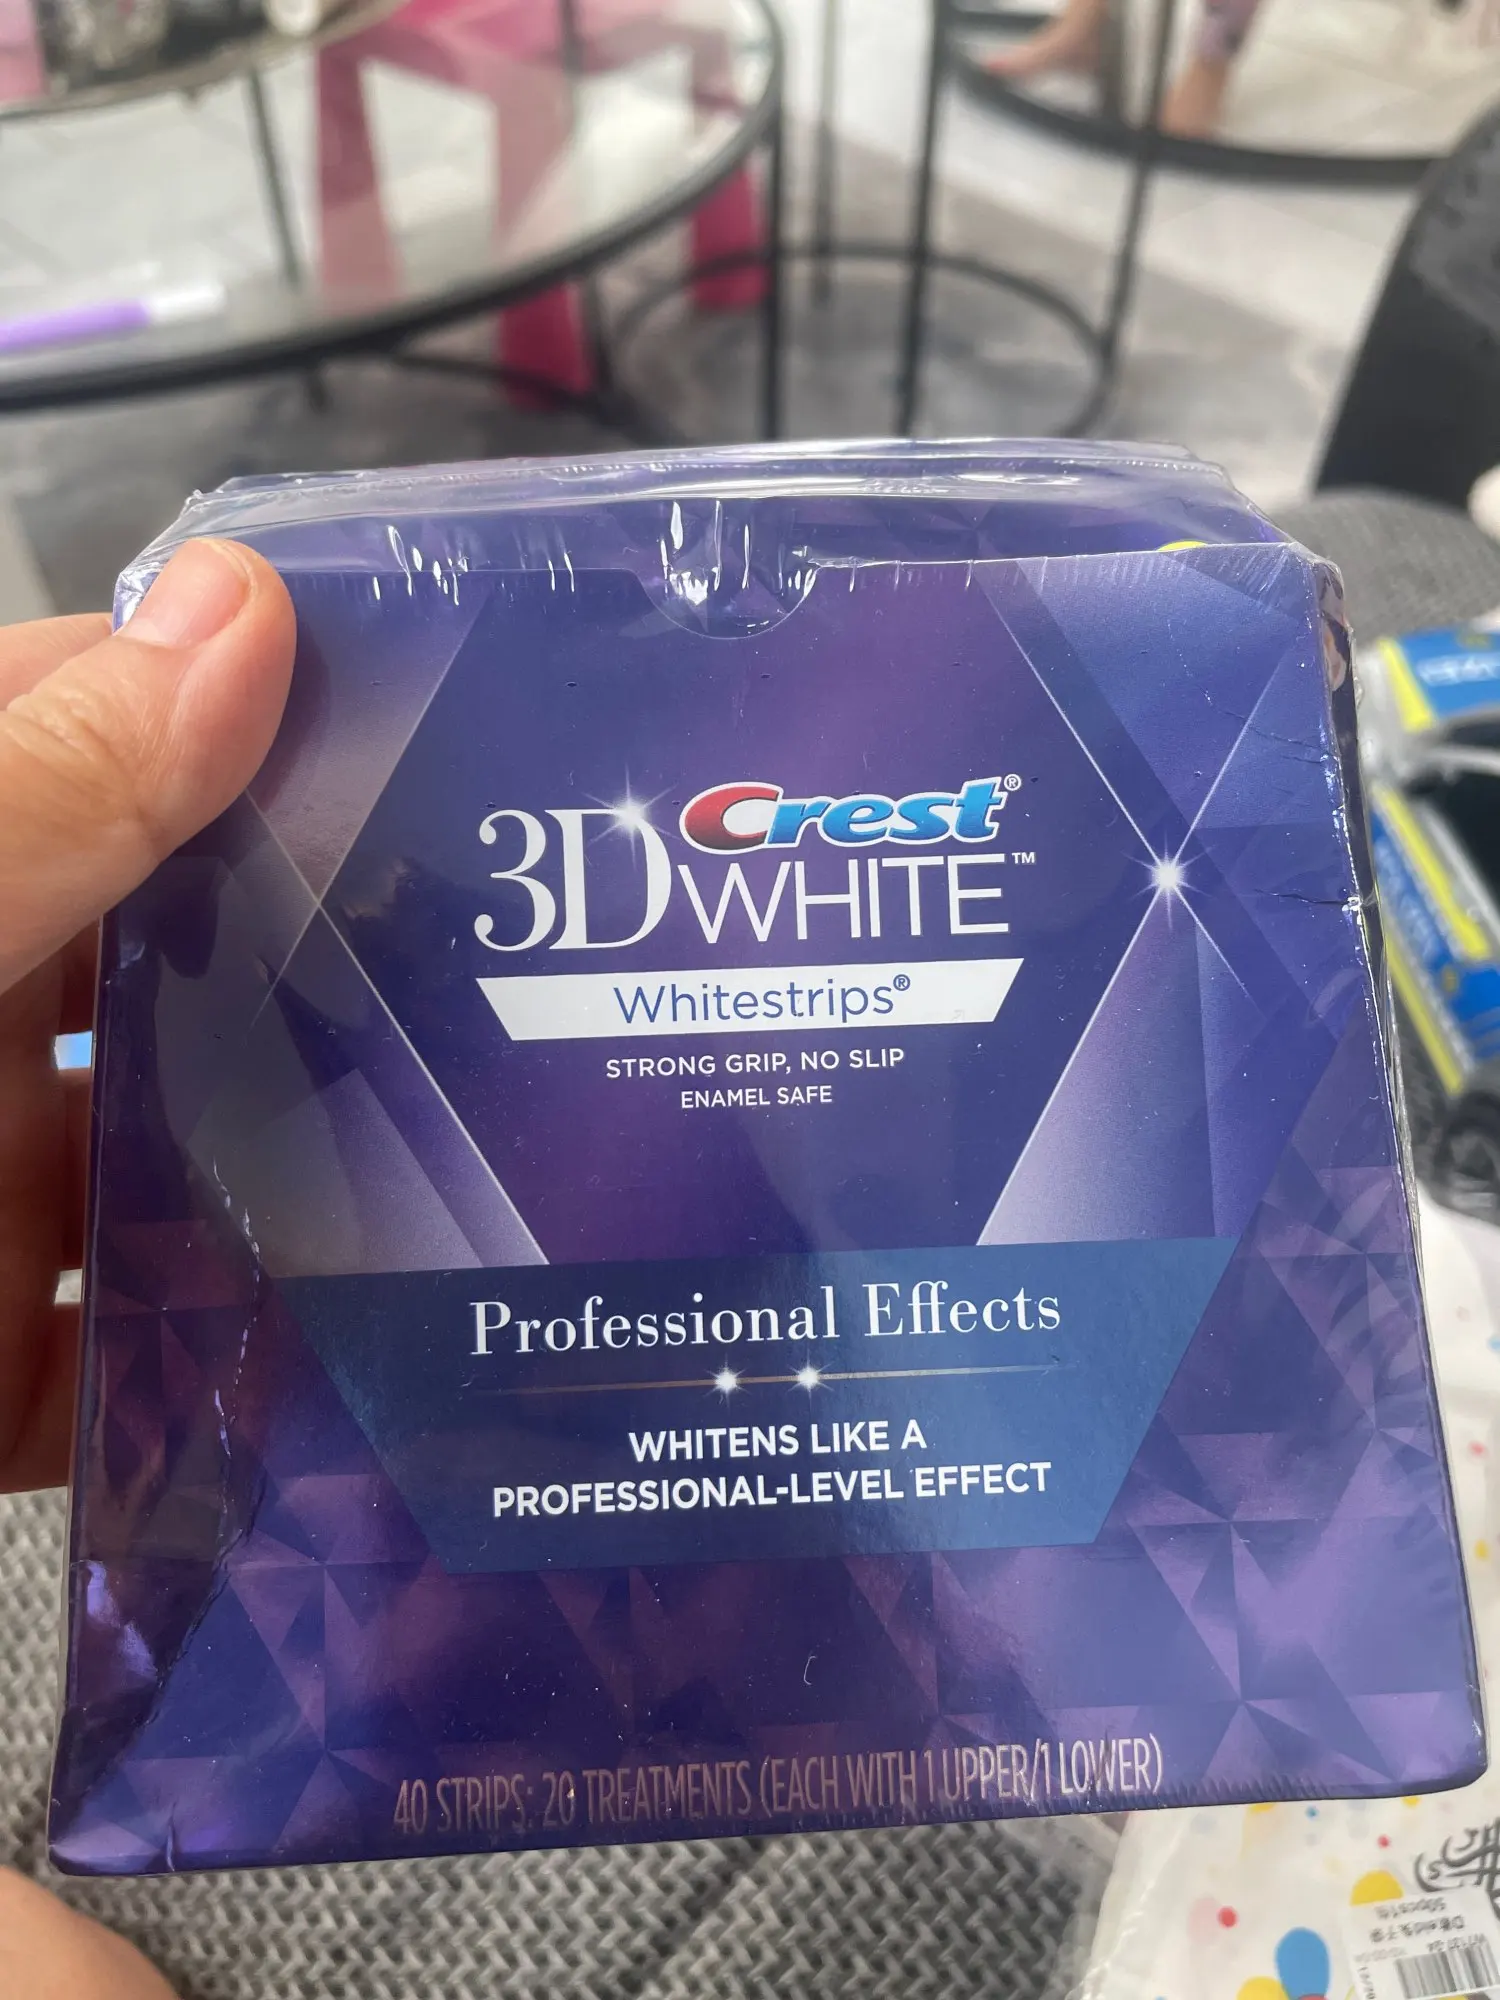 Crest®
3D WHITE™
Whitestrips®
STRONG GRIP, NO SLIP
ENAMEL SAFE
Professional Effects
WHITENS LIKE A
PROFESSIONAL-LEVEL EFFECT
40 STRIPS: 20 TREATMENTS (EACH WITH 1 UPPER/1 LOWER)